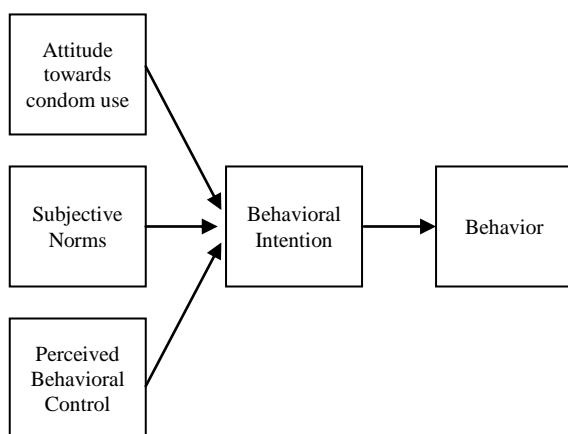 Attitude
towards
condom use
Subjective
Norms
Behavioral
Intention
Behavior
Perceived
Behavioral
Control